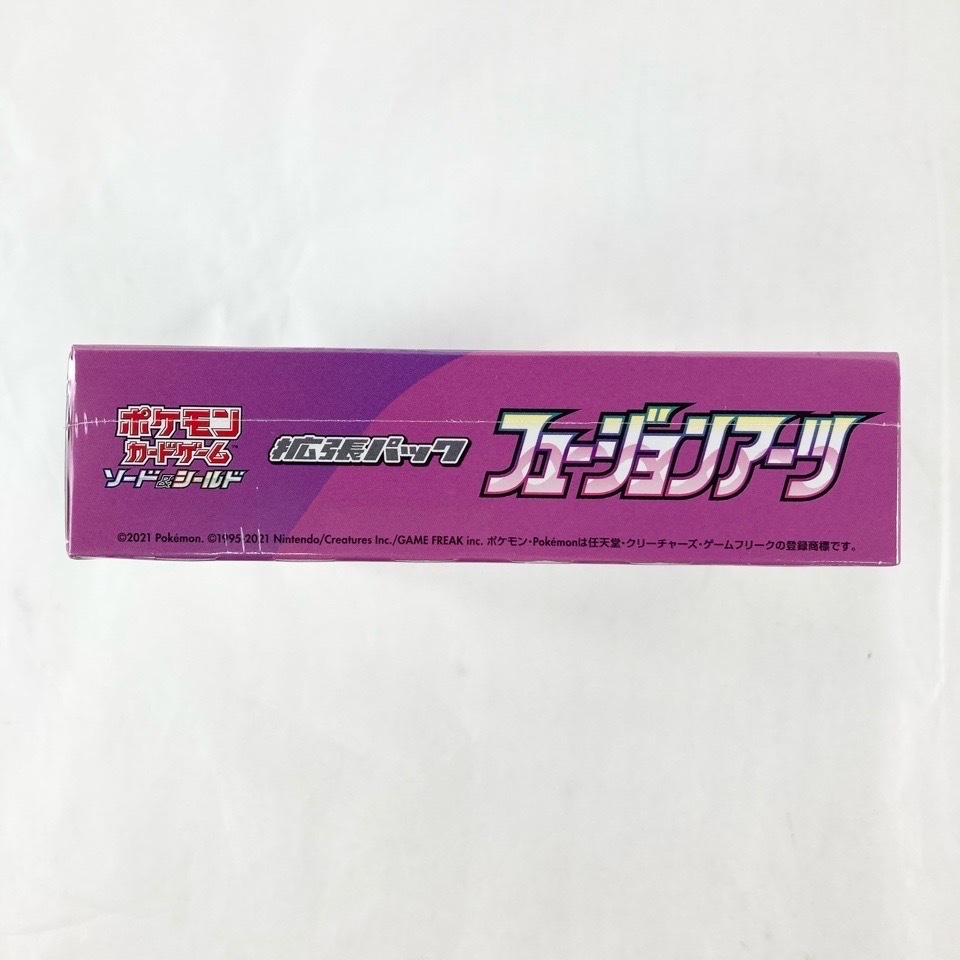 ポケモン
カードゲーム™
ソード&シールド
拡張パック
フュージョンアーツ
©2021 Pokémon. ©1995-2021 Nintendo/Creatures Inc./GAME FREAK inc. ポケモン・Pokémonは任天堂・クリーチャーズ・ゲームフリークの登録商標です。